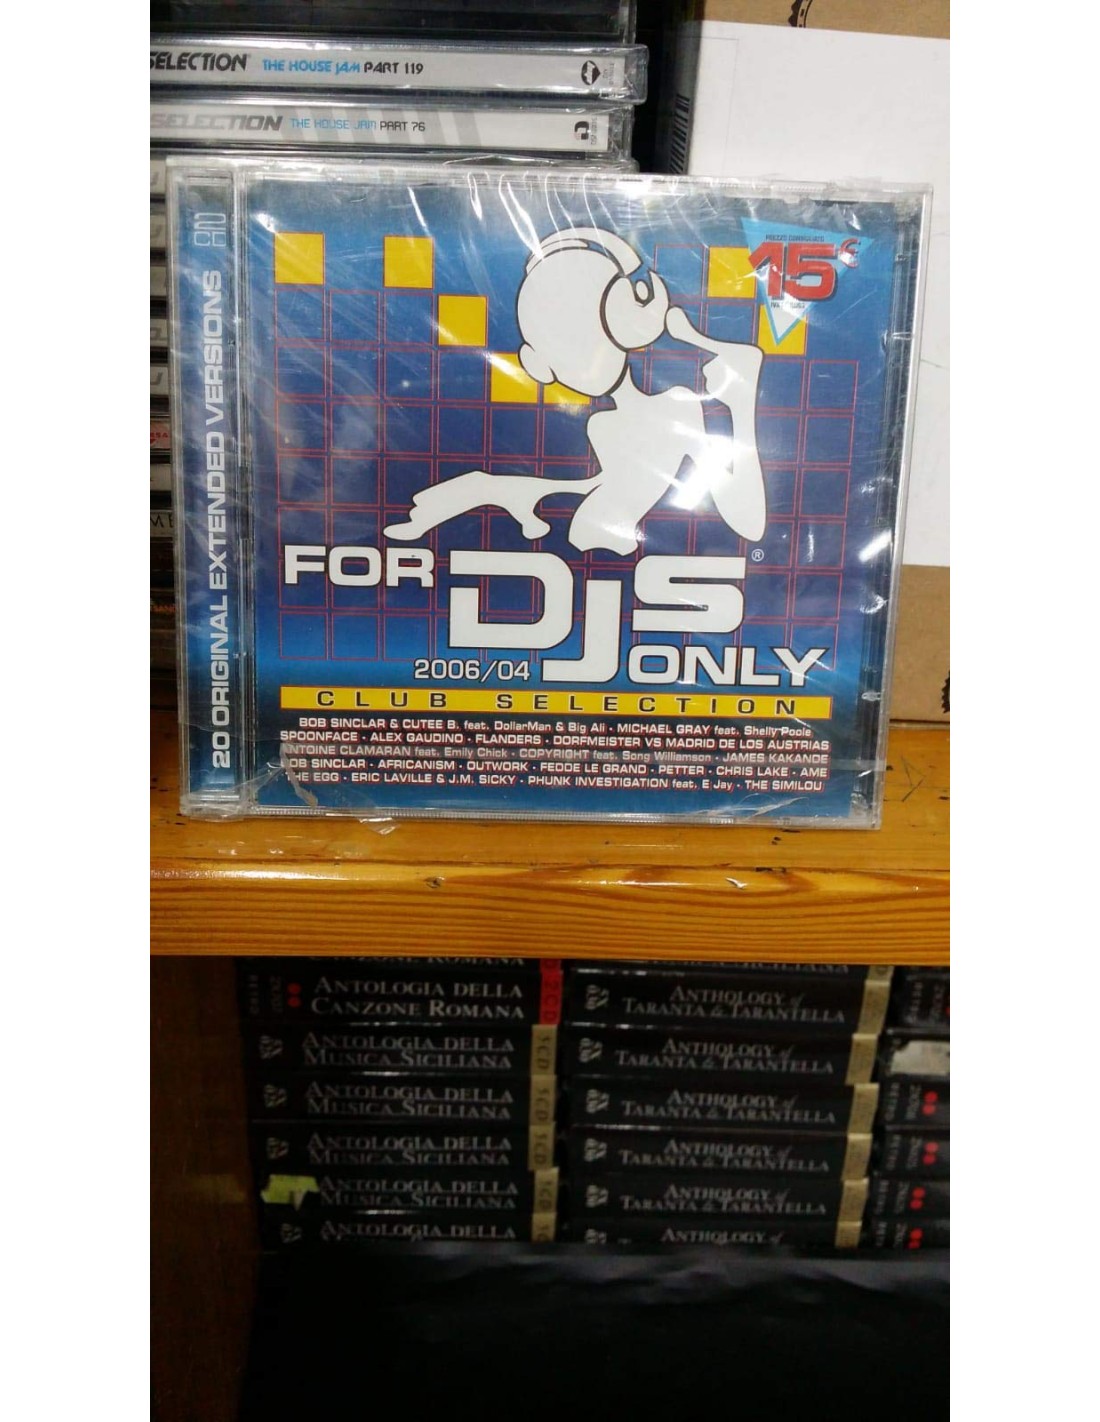 SELECTION THE HOUSE JAM PART 119
SELECTION THE HOUSE JAM PART 76
20 ORIGINAL EXTENDED VERSIONS
15€
FOR DJS ONLY ®
2006/04
CLUB SELECTION
BOB SINCLAR & CUTEE B. feat. DollarMan & Big Ali · MICHAEL GRAY feat. Shelly Poole
SPOONFACE · ALEX GAUDINO · FLANDERS · DORFMEISTER VS MADRID DE LOS AUSTRIAS
ANTOINE CLAMARAN feat. Emily Chick · COPYRIGHT feat. Song Williamson · JAMES KAKANDE
BOB SINCLAR · AFRICANISM · OUTWORK · FEDDE LE GRAND · PETTER · CHRIS LAKE · AME
THE EGG · ERIC LAVILLE & J.M. SICKY · PHUNK INVESTIGATION feat. E Jay · THE SIMILOU
CANZONE ROMANA
ANTOLOGIA DELLA
CANZONE ROMANA
2CD
ANTHOLOGY of
TARANTA & TARANTELLA
ANTOLOGIA DELLA
MUSICA SICILIANA
3CD
ANTHOLOGY of
TARANTA & TARANTELLA
ANTOLOGIA DELLA
MUSICA SICILIANA
3CD
ANTHOLOGY of
TARANTA & TARANTELLA
ANTOLOGIA DELLA
MUSICA SICILIANA
3CD
ANTHOLOGY of
TARANTA & TARANTELLA
ANTOLOGIA DELLA
MUSICA SICILIANA
3CD
ANTHOLOGY of
TARANTA & TARANTELLA
ANTOLOGIA DELLA
ANTHOLOGY of